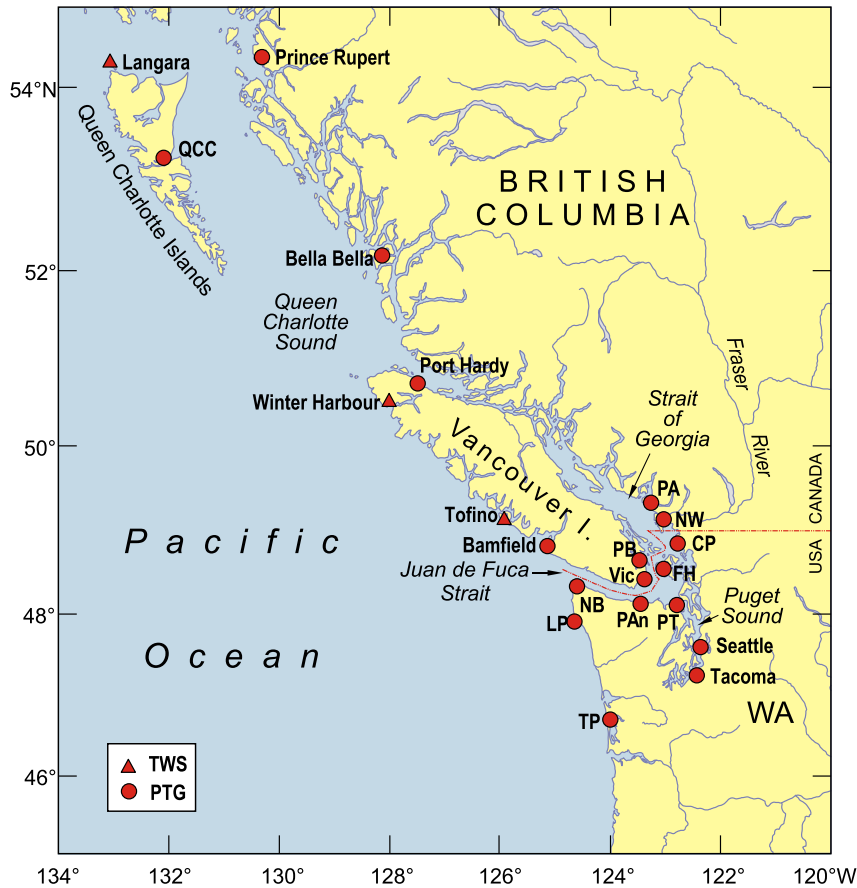 54°N
52°
50°
48°
46°
134°
132°
130°
128°
126°
124°
122°
120°W
Langara
Prince Rupert
QCC
Queen Charlotte Islands
BRITISH
COLUMBIA
Bella Bella
Queen
Charlotte
Sound
Port Hardy
Winter Harbour
Fraser
River
Strait
of
Georgia
Vancouver I.
CANADA
USA
PA
NW
CP
Tofino
Bamfield
PB
Vic
FH
Juan de Fuca
Strait
Pacific
Ocean
NB
PAn
PT
Puget
Sound
LP
Seattle
Tacoma
TP
WA
TWS
PTG